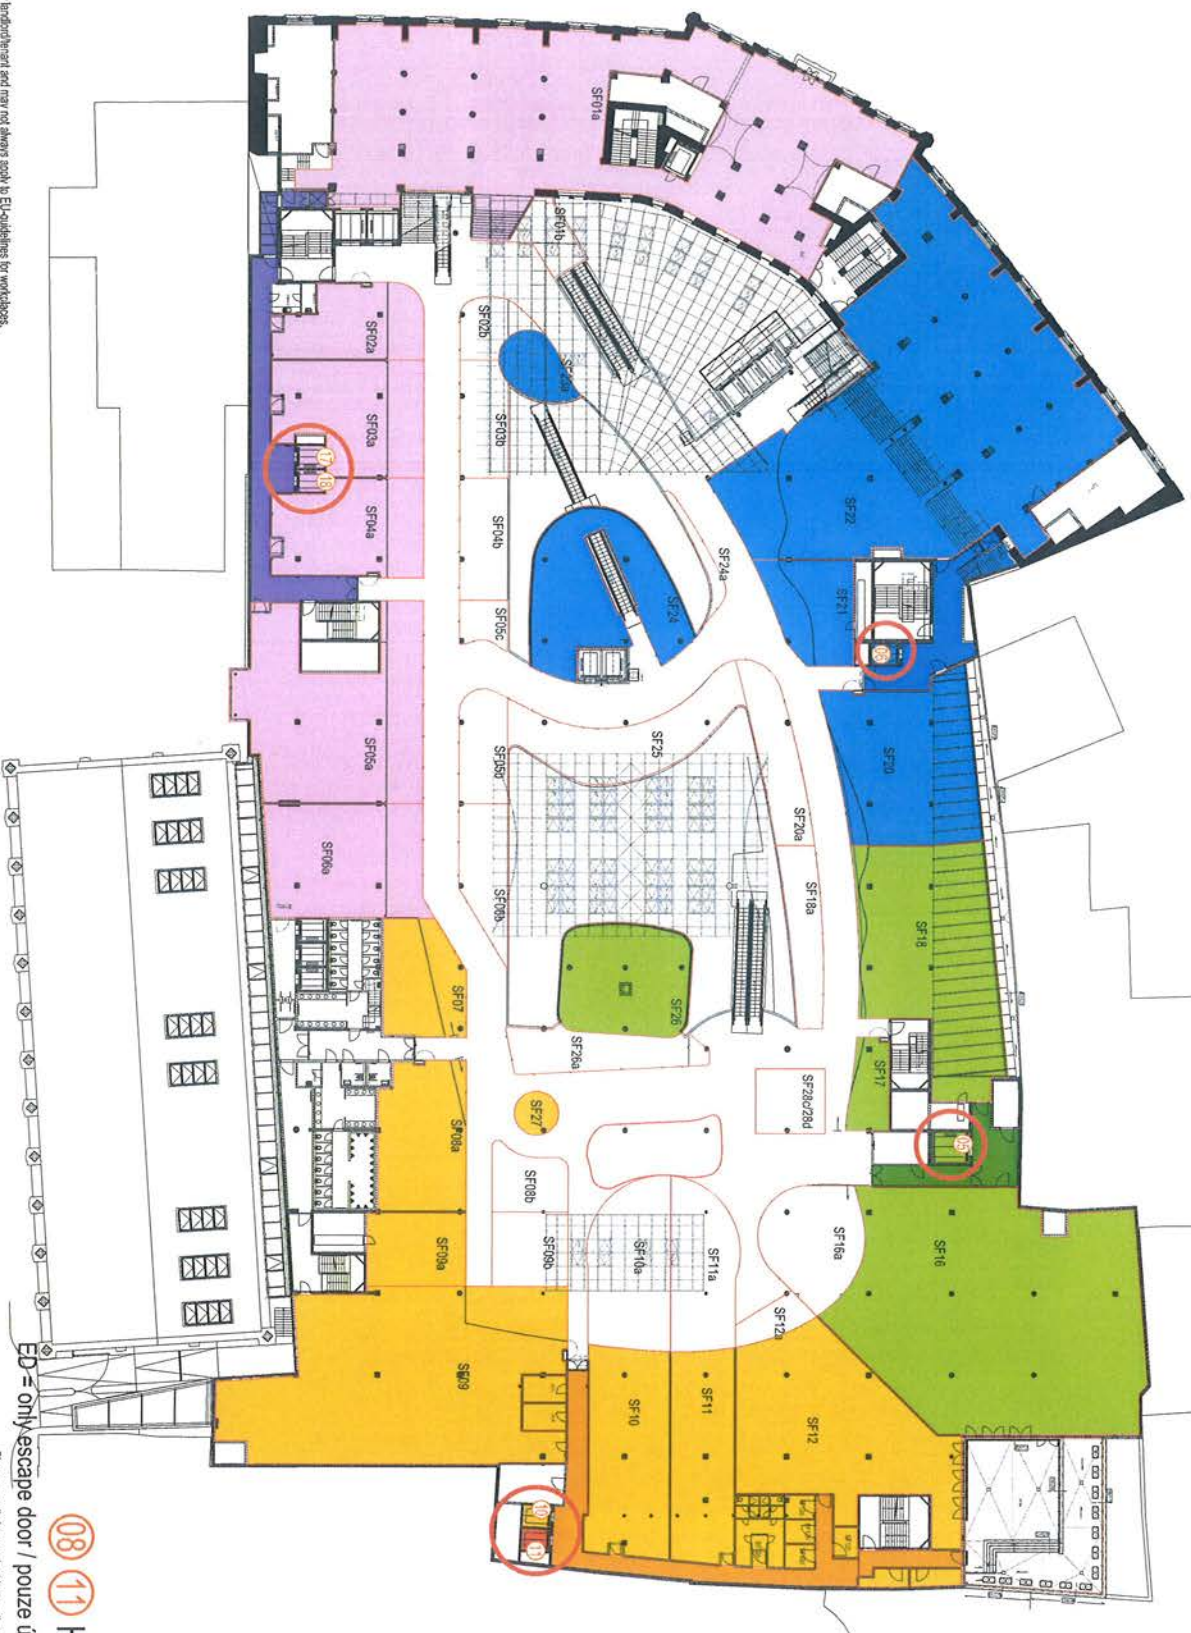 landlord/tenant and may not always apply to EU-guidelines for workplaces.
SF01a
SF01b
SF02b
SF02a
SF03b
SF03a
17
18
SF04a
SF04b
SF05c
SF24
SF24a
SF22
SF21
06
SF20
SF25
SF05b
SF05a
SF20a
SF06a
SF06b
SF18a
SF18
SF26
SF07
SF26a
SF17
SF28c/28d
SF27
05
SF08a
SF08b
SF09a
SF09b
SF10a
SF11a
SF16a
SF16
SF12a
SF09
SF10
SF11
SF12
10
11
08 11
ED = only escape door / pouze ú